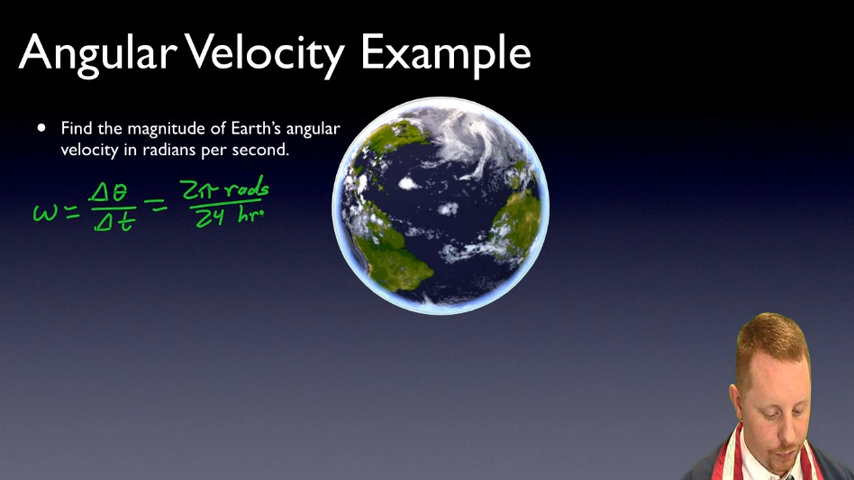 Angular Velocity Example
• Find the magnitude of Earth's angular
velocity in radians per second.
ω = Δθ/Δt = 2π rads/24 hr